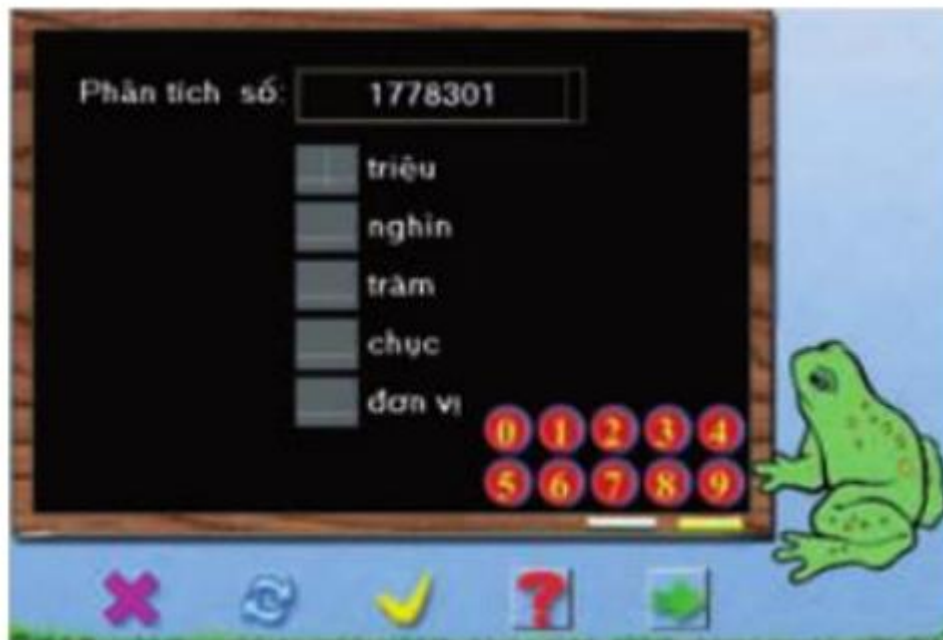 Phân tích số: 1778301
triệu
nghìn
trăm
chục
đơn vị
0 1 2 3 4
5 6 7 8 9
?